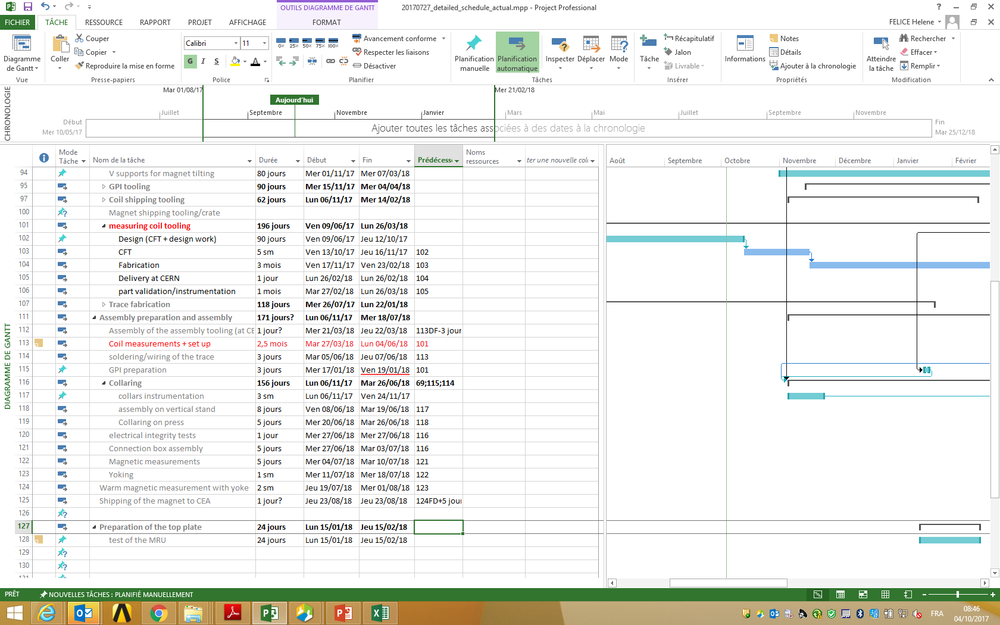 OUTILS DIAGRAMME DE GANTT
20170727_detailed_schedule_actual.mpp - Project Professional
FICHIER TÂCHE RESSOURCE RAPPORT PROJET AFFICHAGE FORMAT
FELICE Helene
Diagramme de Gantt
Vue
Coller
Couper
Copier
Reproduire la mise en forme
Presse-papiers
Calibri 11
G I S A
Police
0% 25% 50% 75% 100%
Avancement conforme
Respecter les liaisons
Désactiver
Planifier
Planification manuelle
Planification automatique
Inspecter Déplacer Mode
Tâches
Tâche
Récapitulatif
Jalon
Livrable
Insérer
Informations
Notes
Détails
Ajouter à la chronologie
Propriétés
Atteindre la tâche
Rechercher
Effacer
Remplir
Modification
CHRONOLOGIE
Mar 01/08/17
Mer 21/02/18
Aujourd'hui
Juillet Septembre Novembre Janvier Mars Mai Juillet Septembre Novembre
Début
Mer 10/05/17
Ajouter toutes les tâches associées à des dates à la chronologie
Fin
Mar 25/12/18
DIAGRAMME DE GANTT
Mode Tâche Nom de la tâche Durée Début Fin Prédécess Noms ressources ter une nouvelle col
Août Septembre Octobre Novembre Décembre Janvier Février
94 V supports for magnet tilting 80 jours Mer 01/11/17 Mer 07/03/18
95 GPI tooling 90 jours Mer 15/11/17 Mer 04/04/18
97 Coil shipping tooling 62 jours Lun 06/11/17 Mer 14/02/18
100 Magnet shipping tooling/crate
101 measuring coil tooling 196 jours Ven 09/06/17 Lun 26/03/18
102 Design (CFT + design work) 90 jours Ven 09/06/17 Jeu 12/10/17
103 CFT 5 sm Ven 13/10/17 Jeu 16/11/17 102
104 Fabrication 3 mois Ven 17/11/17 Ven 23/02/18 103
105 Delivery at CERN 1 jour Lun 26/02/18 Lun 26/02/18 104
106 part validation/instrumentation 1 mois Mar 27/02/18 Lun 26/03/18 105
107 Trace fabrication 118 jours Mer 26/07/17 Lun 22/01/18
111 Assembly preparation and assembly 171 jours? Lun 06/11/17 Mer 18/07/18
112 Assembly of the assembly tooling (at CE 1 jour? Mer 21/03/18 Jeu 22/03/18 113DF-3 jour
113 Coil measurements + set up 2,5 mois Mar 27/03/18 Lun 04/06/18 101
114 soldering/wiring of the trace 3 jours Mar 05/06/18 Jeu 07/06/18 113
115 GPI preparation 3 jours Mer 17/01/18 Ven 19/01/18 101
116 Collaring 156 jours Lun 06/11/17 Mar 26/06/18 69;115;114
117 collars instrumentation 3 sm Lun 06/11/17 Ven 24/11/17
118 assembly on vertical stand 8 jours Ven 08/06/18 Mar 19/06/18 117
119 Collaring on press 5 jours Mer 20/06/18 Mar 26/06/18 118
120 electrical integrity tests 1 jour Mer 27/06/18 Mer 27/06/18 116
121 Connection box assembly 5 jours Mer 27/06/18 Mar 03/07/18 116
122 Magnetic measurements 5 jours Mer 04/07/18 Mar 10/07/18 121
123 Yoking 1 sm Mer 11/07/18 Mer 18/07/18 122
124 Warm magnetic measurement with yoke 2 sm Jeu 19/07/18 Mer 01/08/18 123
125 Shipping of the magnet to CEA 1 jour? Jeu 23/08/18 Jeu 23/08/18 124FD+5 jour
126
127 Preparation of the top plate 24 jours Lun 15/01/18 Jeu 15/02/18
128 test of the MRU 24 jours Lun 15/01/18 Jeu 15/02/18
129
130
131
PRÊT NOUVELLES TÂCHES : PLANIFIÉ MANUELLEMENT
FRA
08:46
04/10/2017